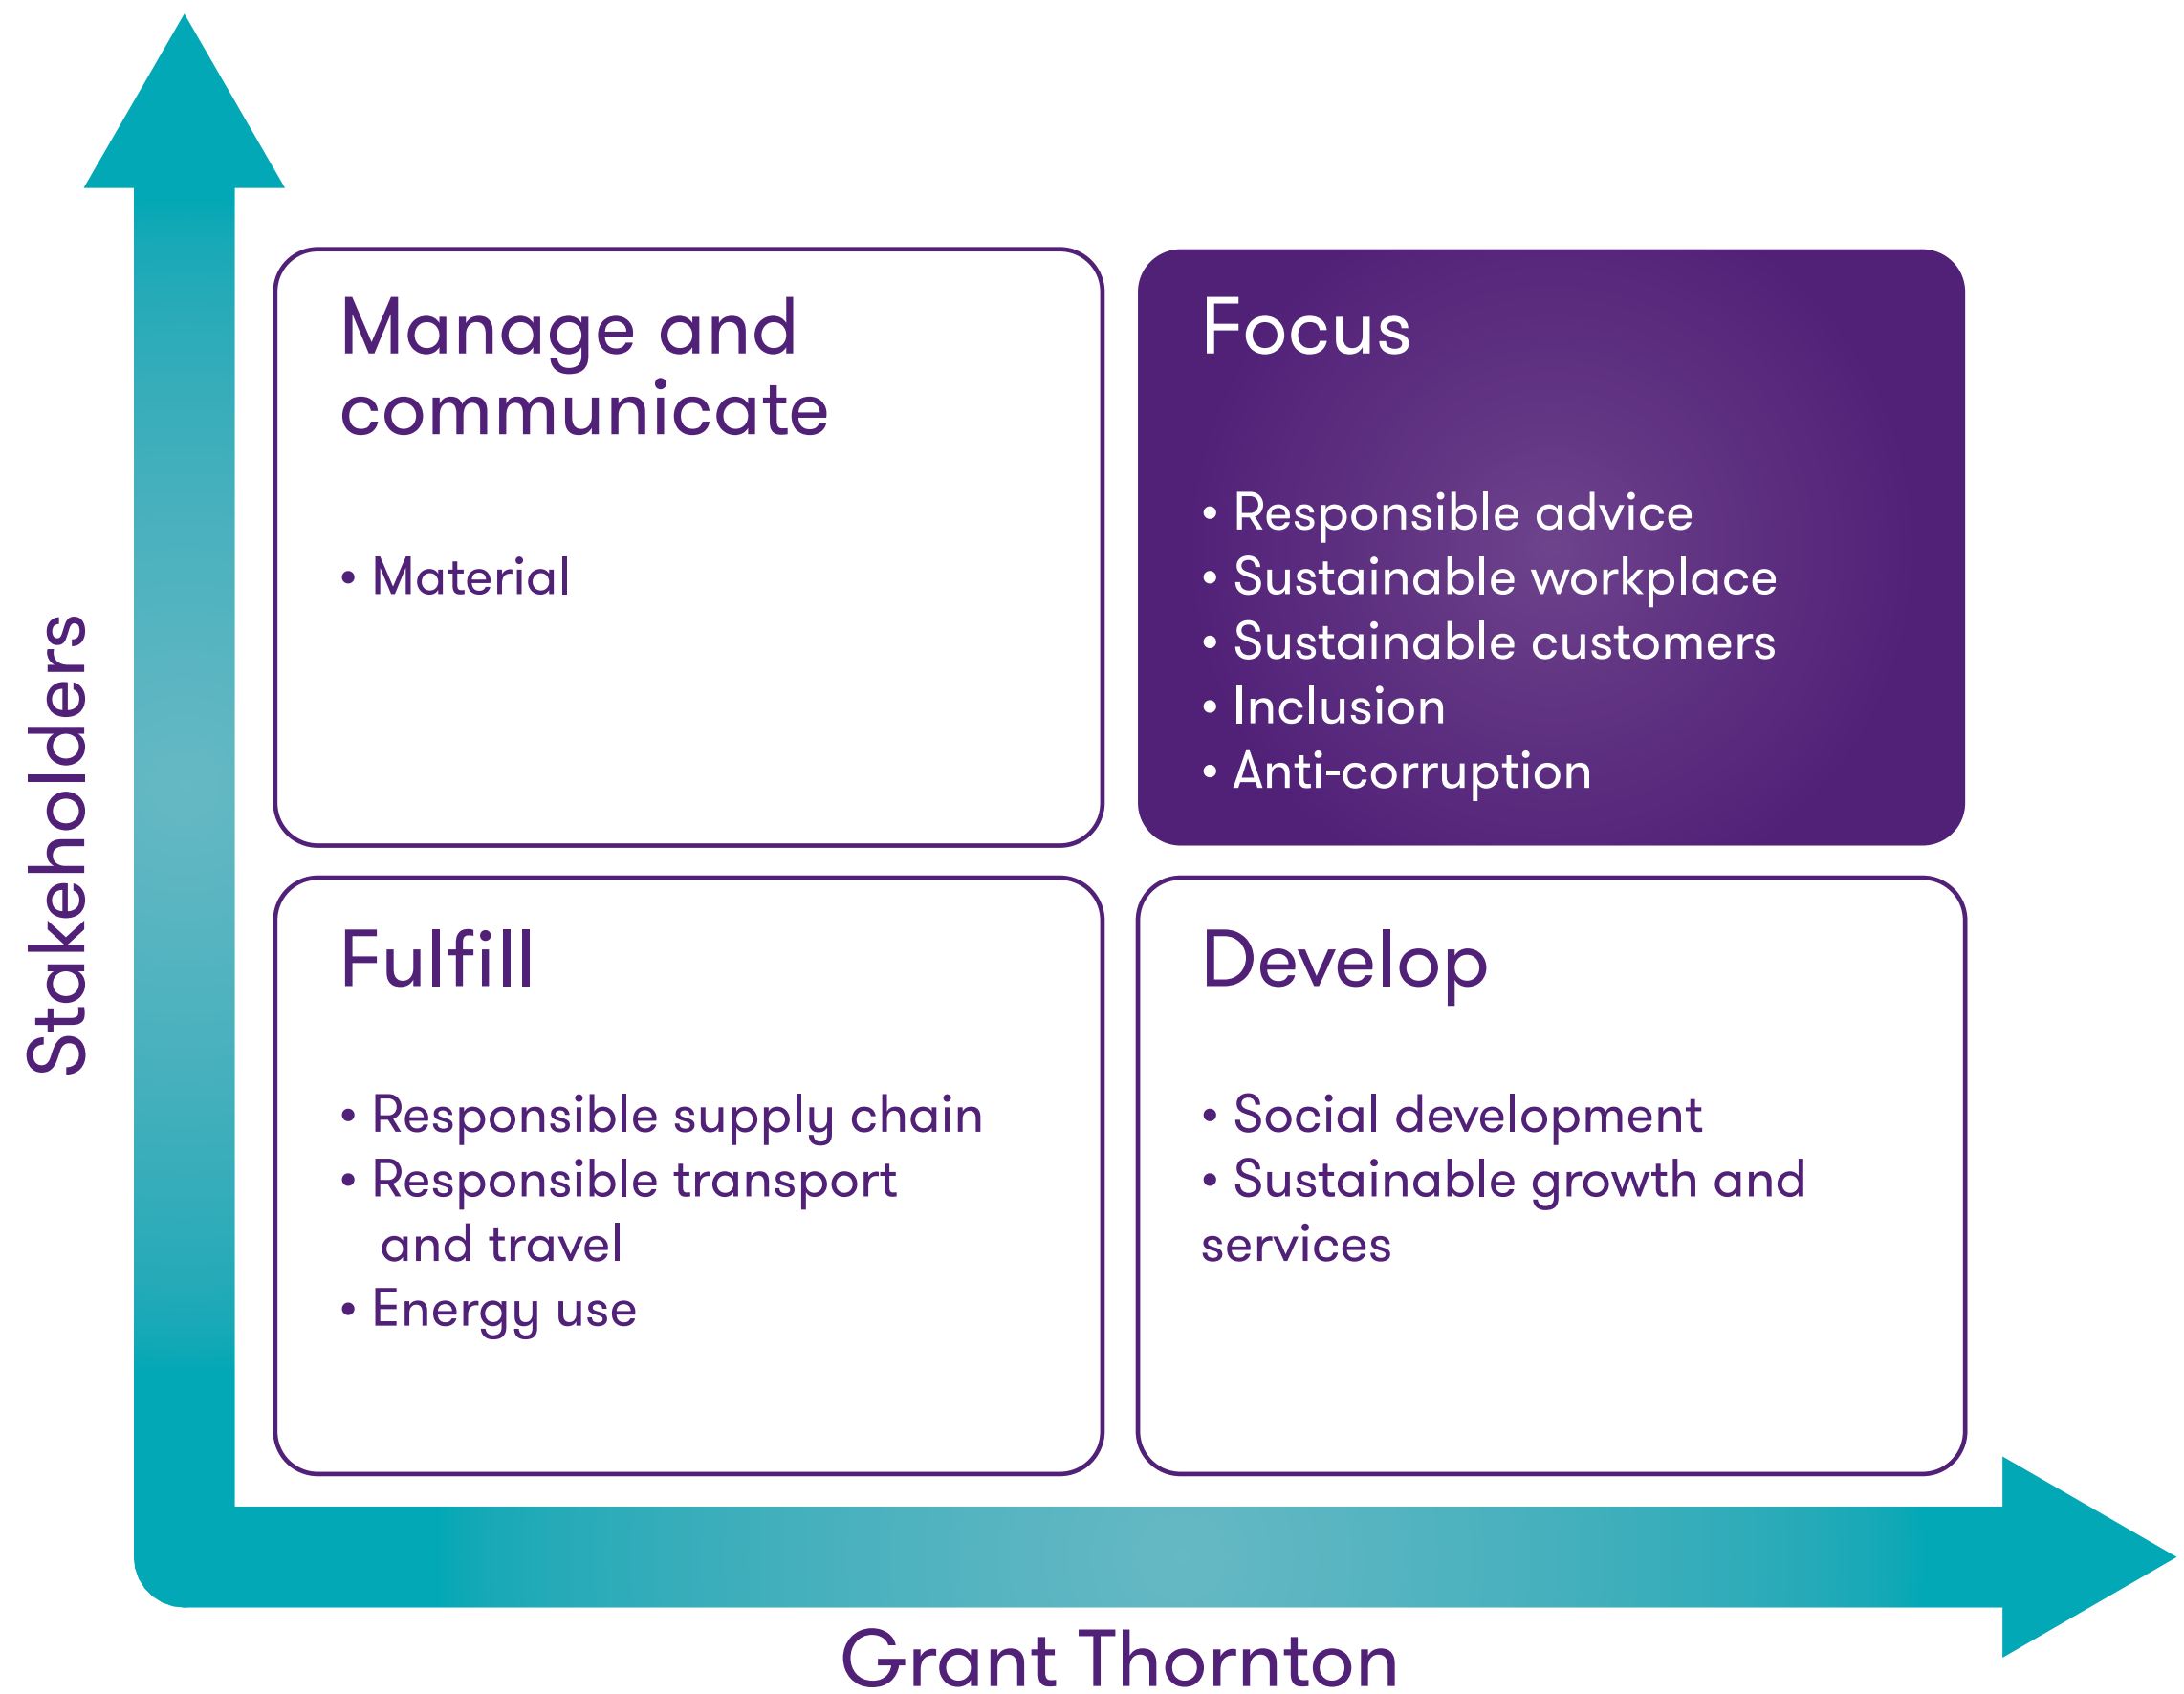 Stakeholders
Manage and
communicate
• Material
Focus
• Responsible advice
• Sustainable workplace
• Sustainable customers
• Inclusion
• Anti-corruption
Fulfill
• Responsible supply chain
• Responsible transport
and travel
• Energy use
Develop
• Social development
• Sustainable growth and
services
Grant Thornton